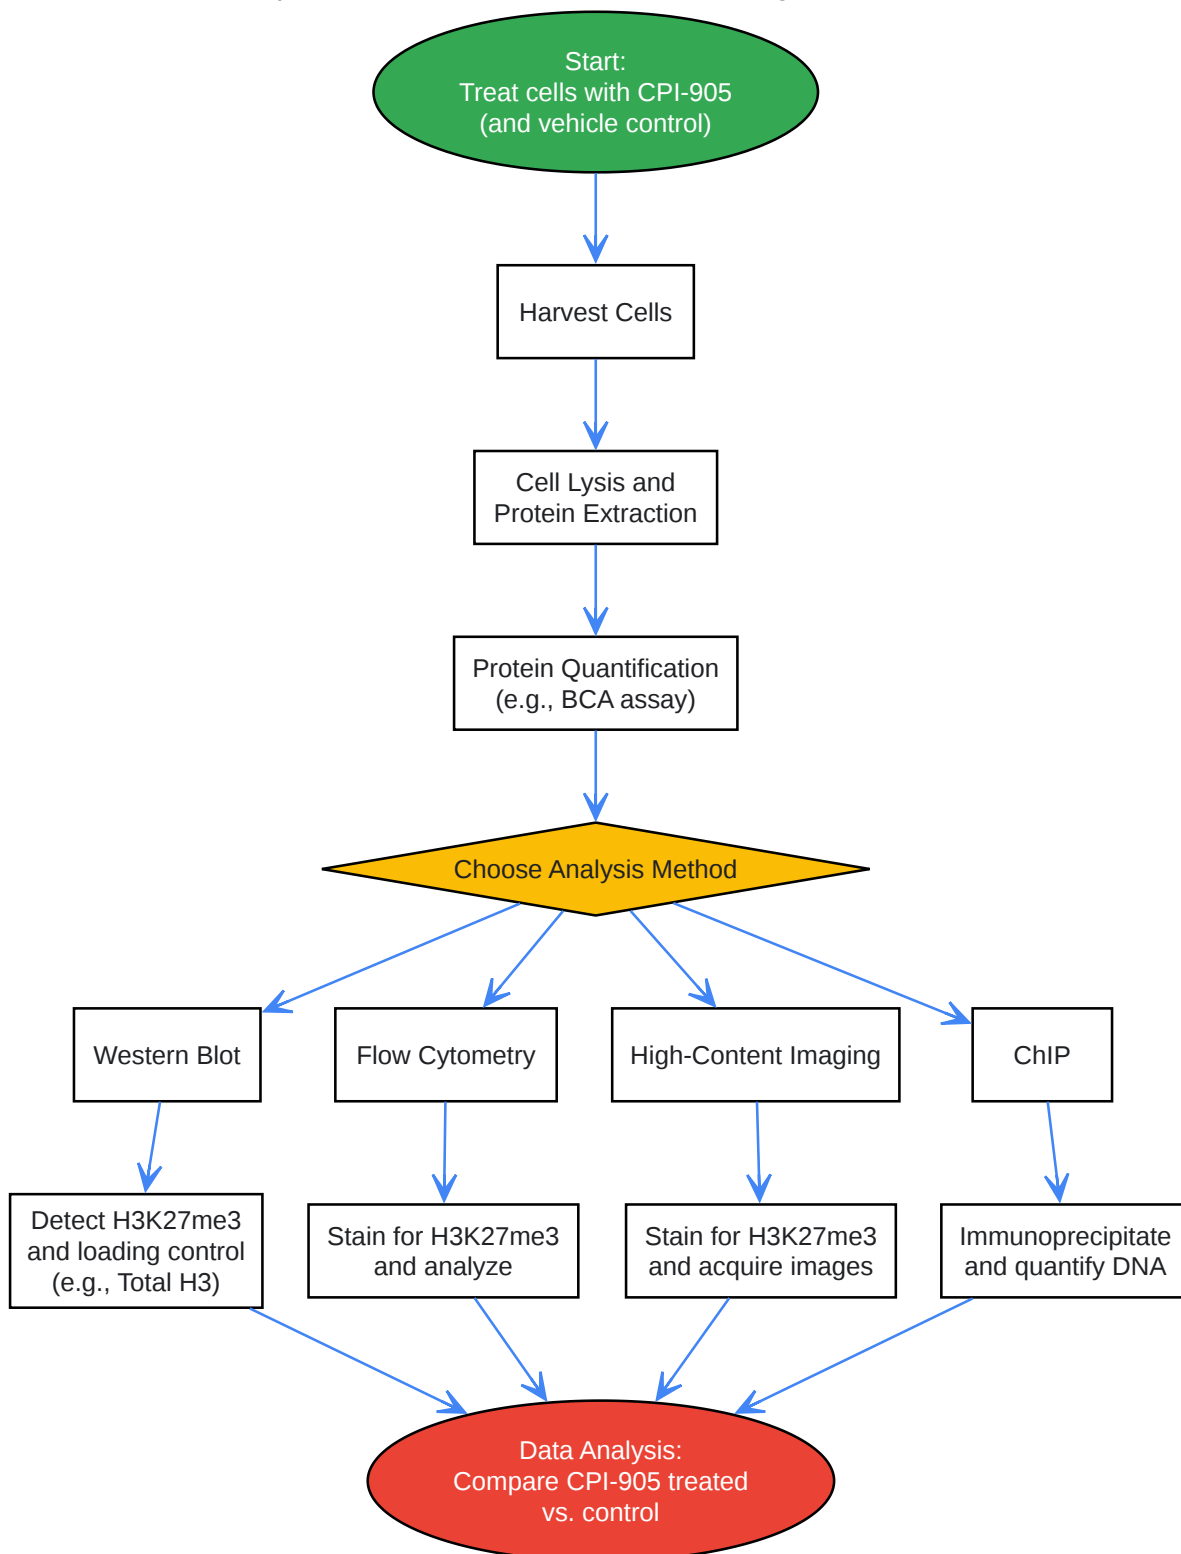 Start:
Treat cells with CPI-905
(and vehicle control)
Harvest Cells
Cell Lysis and
Protein Extraction
Protein Quantification
(e.g., BCA assay)
Choose Analysis Method
Western Blot
Flow Cytometry
High-Content Imaging
ChIP
Detect H3K27me3
and loading control
(e.g., Total H3)
Stain for H3K27me3
and analyze
Stain for H3K27me3
and acquire images
Immunoprecipitate
and quantify DNA
Data Analysis:
Compare CPI-905 treated
vs. control